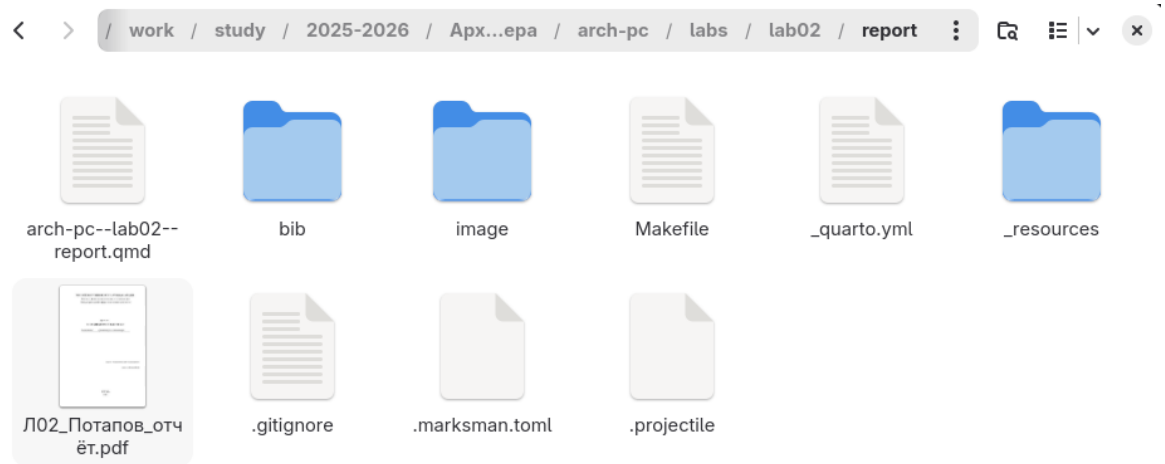 / work / study / 2025-2026 / Арх...ера / arch-pc / labs / lab02 / report
arch-pc--lab02--
report.qmd
bib
image
Makefile
_quarto.yml
_resources
Л02_Потапов_отч
ёт.pdf
.gitignore
.marksman.toml
.projectile